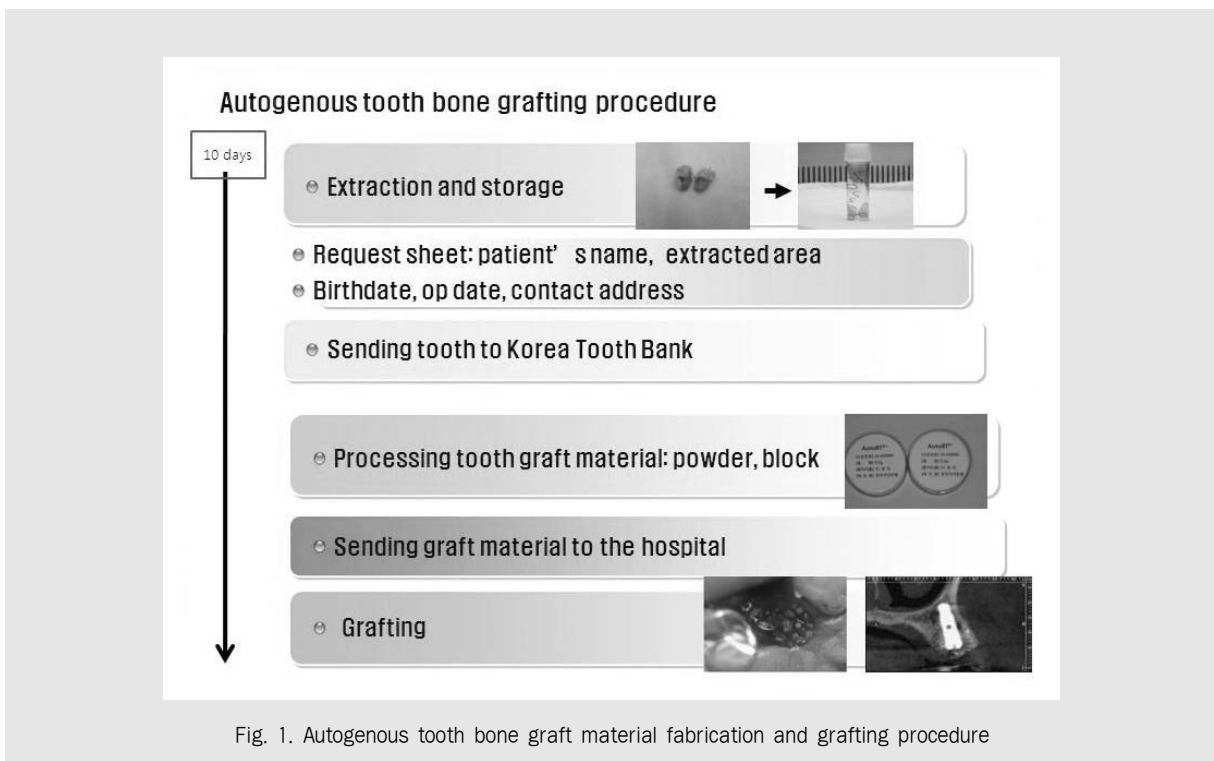 Autogenous tooth bone grafting procedure
10 days
Extraction and storage
Request sheet: patient' s name, extracted area
Birthdate, op date, contact address
Sending tooth to Korea Tooth Bank
Processing tooth graft material: powder, block
AutoBT
AutoBT
Sending graft material to the hospital
Grafting
Fig. 1. Autogenous tooth bone graft material fabrication and grafting procedure